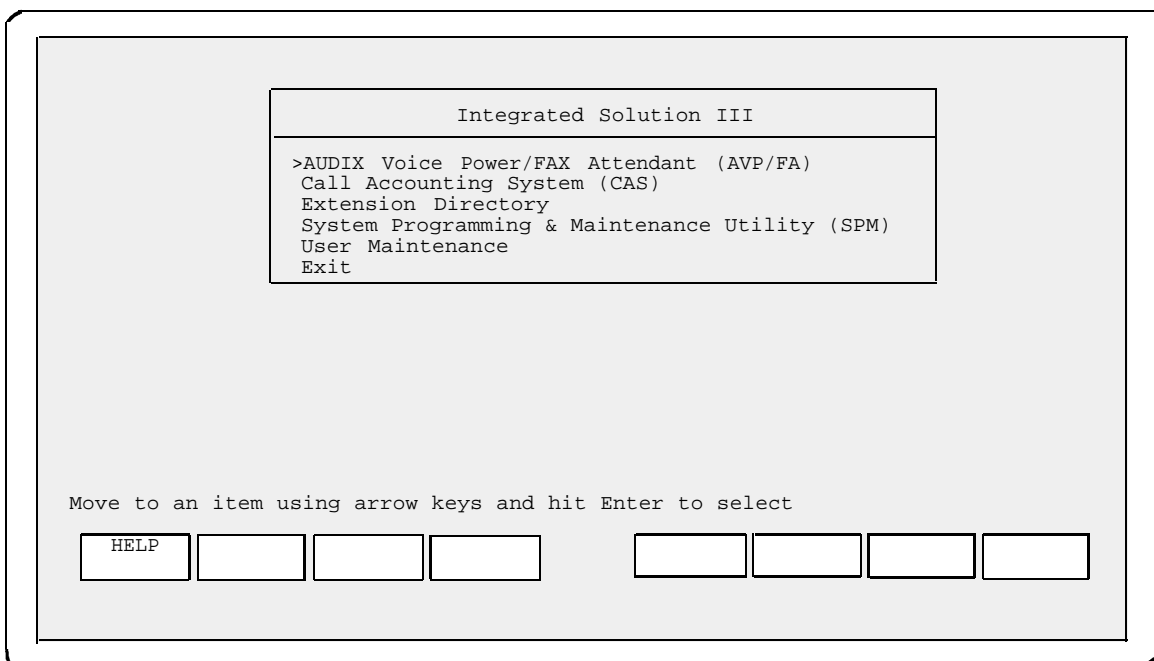 Integrated Solution III
>AUDIX Voice Power/FAX Attendant (AVP/FA)
Call Accounting System (CAS)
Extension Directory
System Programming & Maintenance Utility (SPM)
User Maintenance
Exit
Move to an item using arrow keys and hit Enter to select
HELP